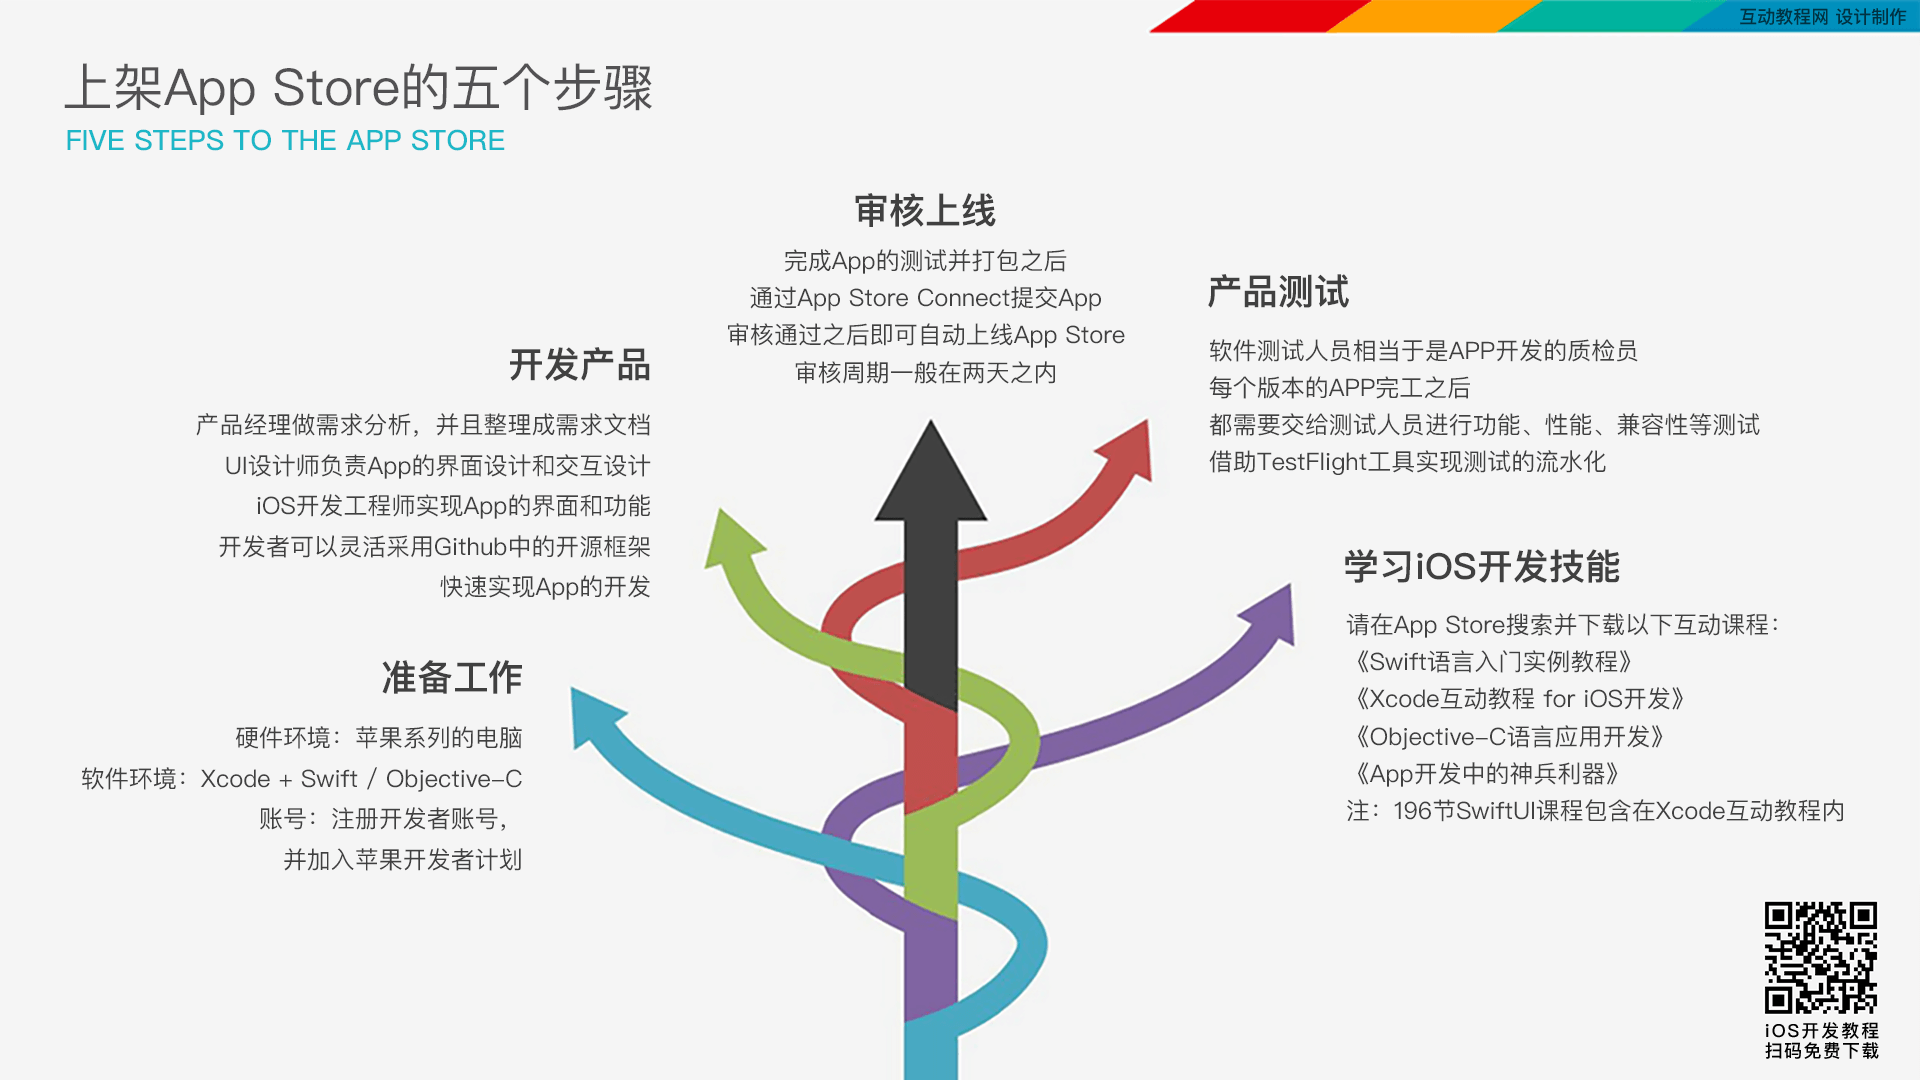 互动教程网 设计制作
上架App Store的五个步骤
FIVE STEPS TO THE APP STORE
审核上线
完成App的测试并打包之后
通过App Store Connect提交App
审核通过之后即可自动上线App Store
审核周期一般在两天之内
产品测试
软件测试人员相当于是APP开发的质检员
每个版本的APP完工之后
都需要交给测试人员进行功能、性能、兼容性等测试
借助TestFlight工具实现测试的流水化
开发产品
产品经理做需求分析，并且整理成需求文档
UI设计师负责App的界面设计和交互设计
iOS开发工程师实现App的界面和功能
开发者可以灵活采用Github中的开源框架
快速实现App的开发
学习iOS开发技能
请在App Store搜索并下载以下互动课程：
《Swift语言入门实例教程》
《Xcode互动教程 for iOS开发》
《Objective-C语言应用开发》
《App开发中的神兵利器》
注：196节SwiftUI课程包含在Xcode互动教程内
准备工作
硬件环境：苹果系列的电脑
软件环境：Xcode + Swift / Objective-C
账号：注册开发者账号，
并加入苹果开发者计划
iOS开发教程
扫码免费下载